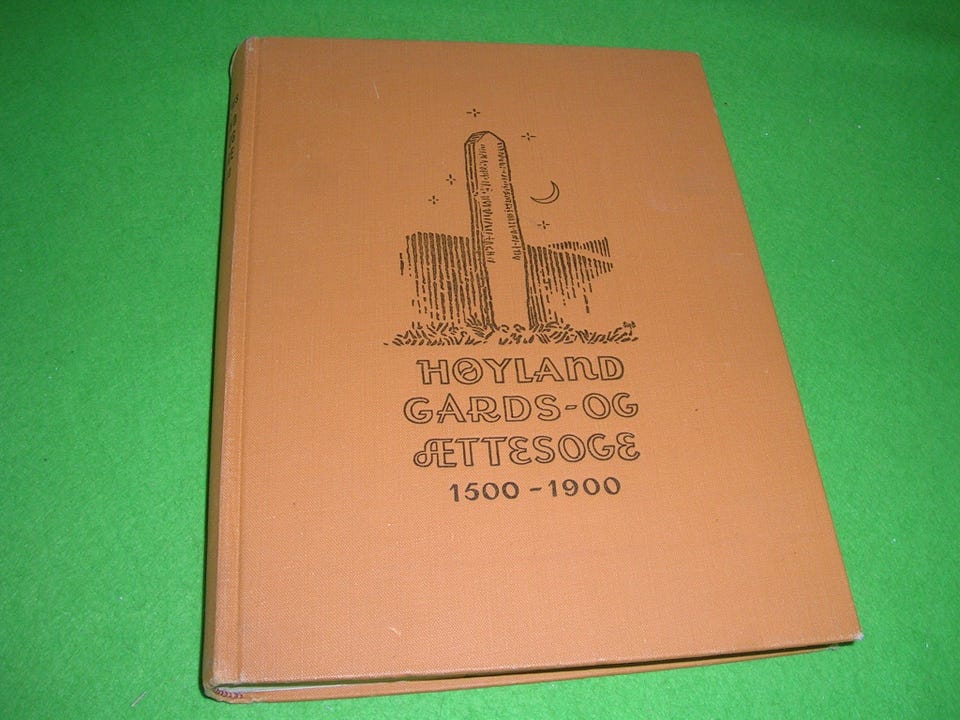 HØYLAND
GARDS-OG
ÆTTESOGE
1500-1900